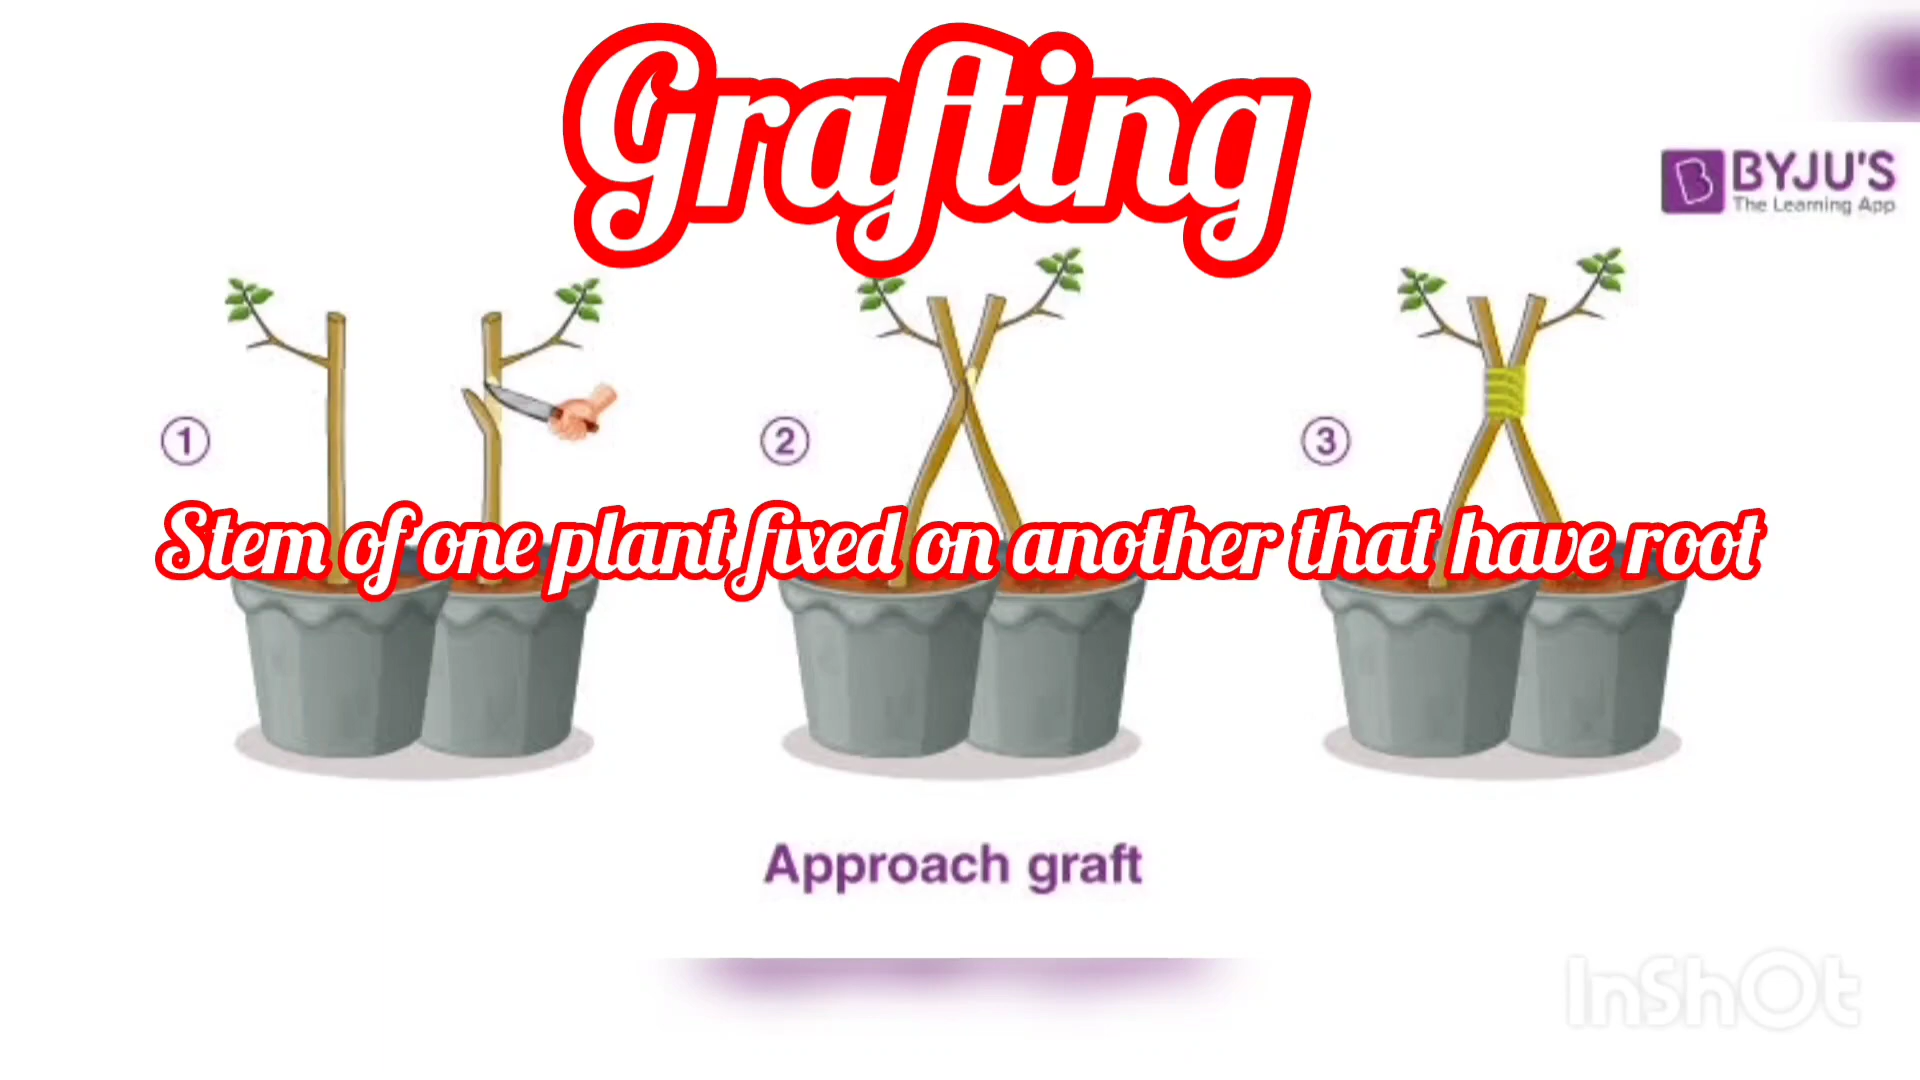 Grafting
BYJU'S
The Learning App
1
2
3
Stem of one plant fixed on another that have root
Approach graft
InShOt